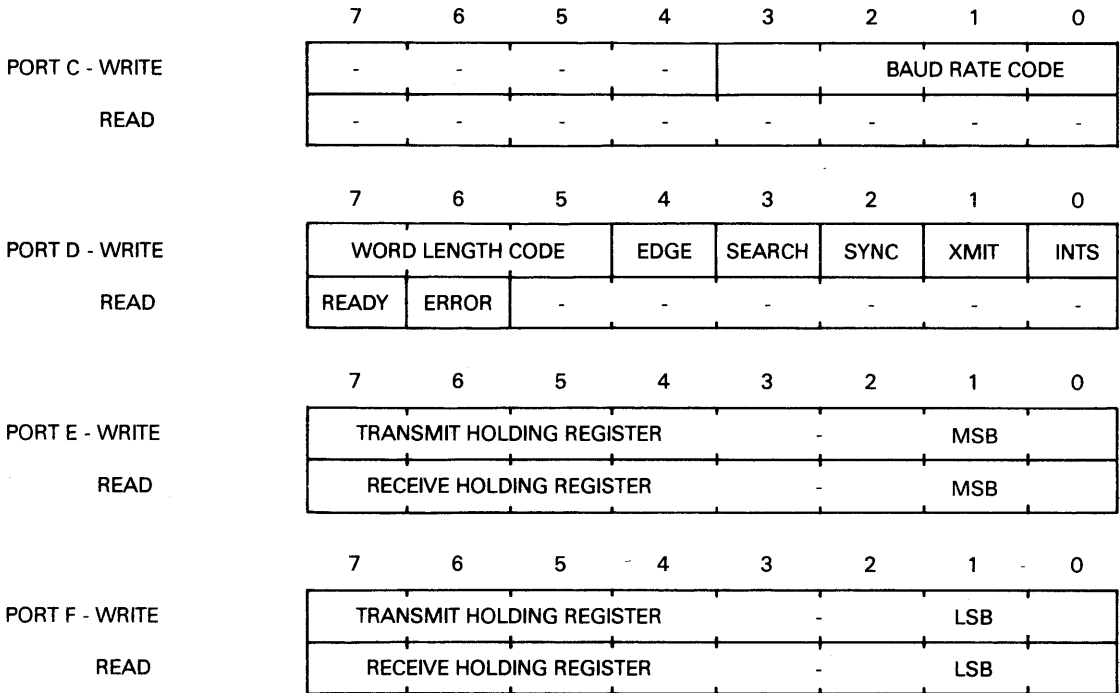 7 6 5 4 3 2 1 0
PORT C - WRITE - - - - BAUD RATE CODE
READ - - - - - - - -
7 6 5 4 3 2 1 0
PORT D - WRITE WORD LENGTH CODE EDGE SEARCH SYNC XMIT INTS
READ READY ERROR - - - - - -
7 6 5 4 3 2 1 0
PORT E - WRITE TRANSMIT HOLDING REGISTER - MSB
READ RECEIVE HOLDING REGISTER - MSB
7 6 5 4 3 2 1 0
PORT F - WRITE TRANSMIT HOLDING REGISTER - LSB
READ RECEIVE HOLDING REGISTER - LSB